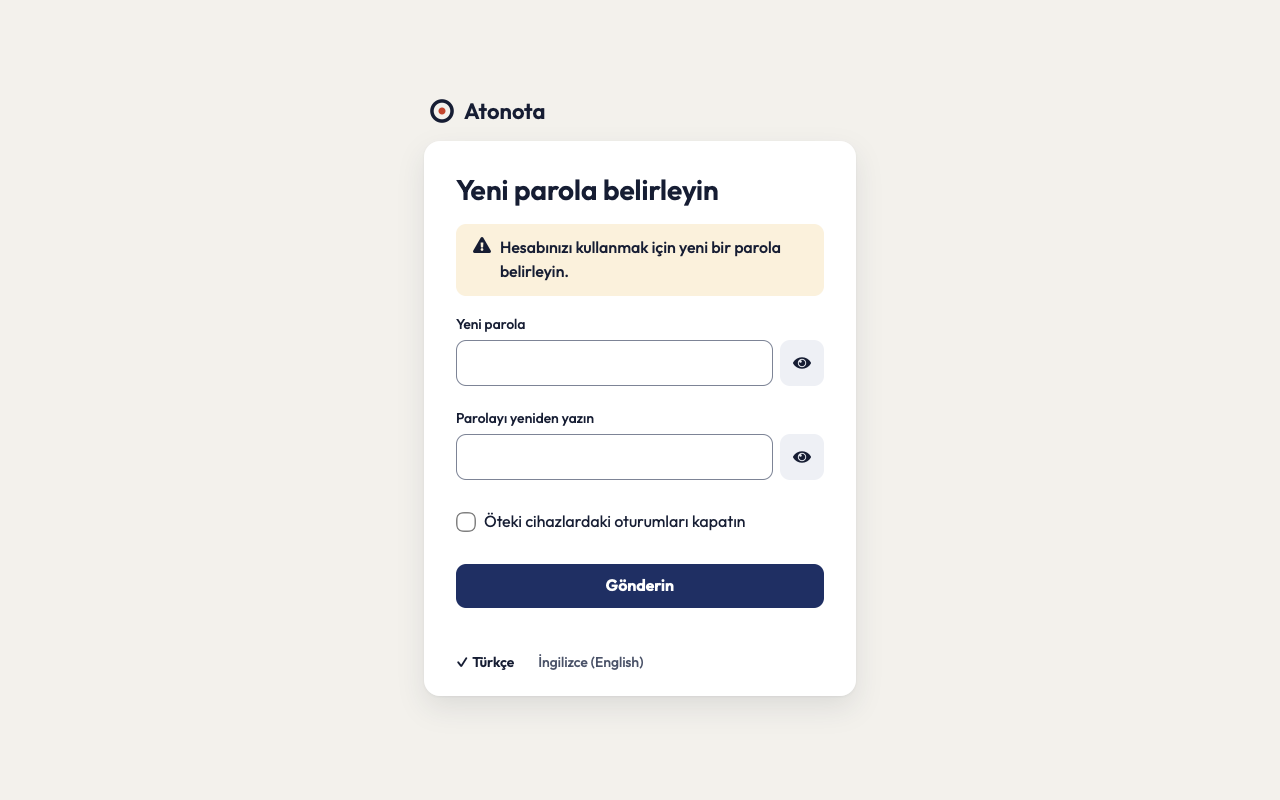 Atonota
Yeni parola belirleyin
Hesabınızı kullanmak için yeni bir parola
belirleyin.
Yeni parola
Parolayı yeniden yazın
Öteki cihazlardaki oturumları kapatın
Gönderin
Türkçe
İngilizce (English)